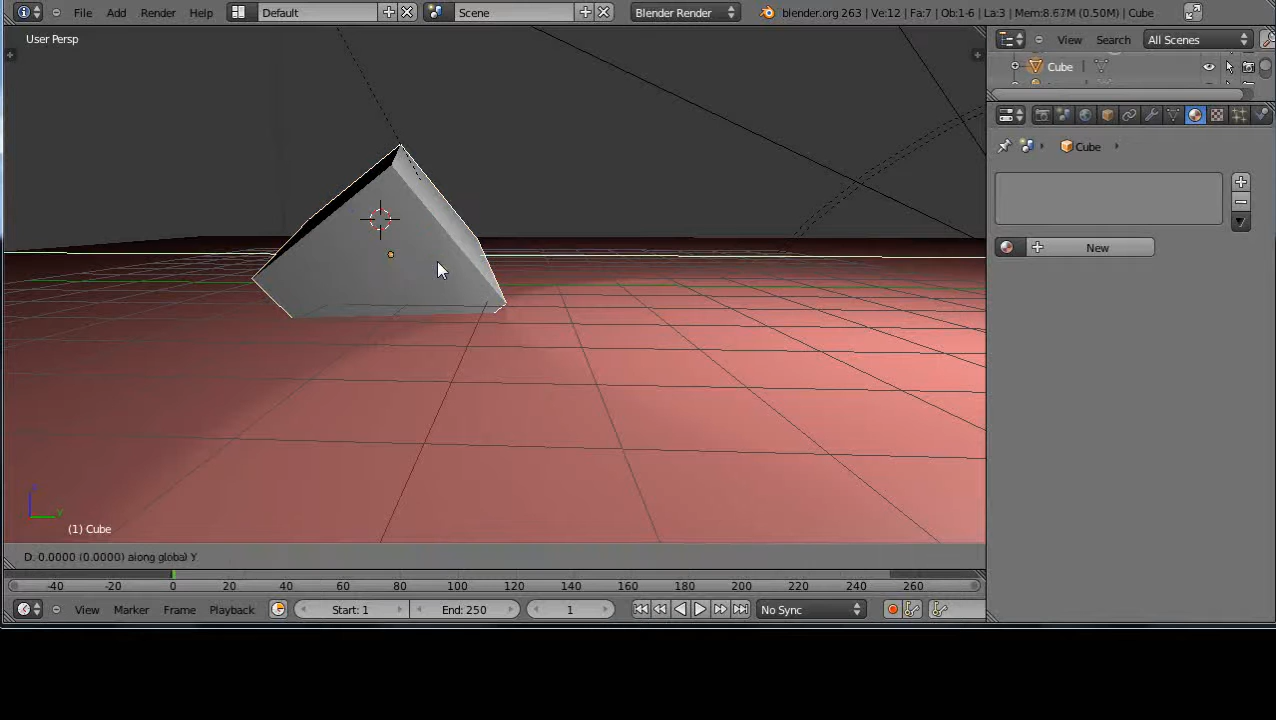 File Add Render Help Default Scene Blender Render blender.org 263 | Ve:12 | Fa:7 | Ob:1-6 | La:3 | Mem:8.67M (0.50M) | Cube
User Persp
View Search All Scenes
Cube
Cube
New
(1) Cube
D. 0.0000 (0.0000) along global Y
-40 -20 0 20 40 60 80 100 120 140 160 180 200 220 240 260
View Marker Frame Playback Start: 1 End: 250 1 No Sync